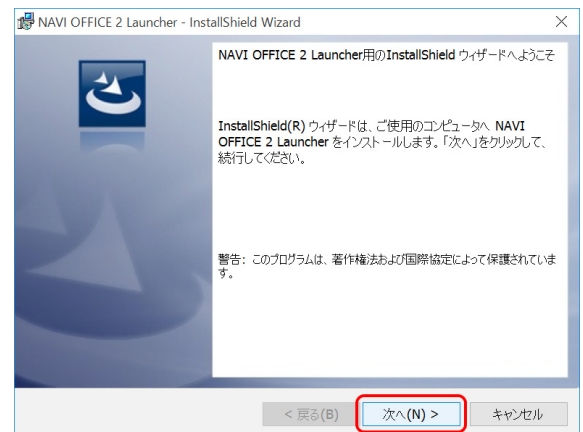 NAVI OFFICE 2 Launcher - InstallShield Wizard
NAVI OFFICE 2 Launcher用のInstallShield ウィザードへようこそ
InstallShield(R) ウィザードは、ご使用のコンピュータへ NAVI
OFFICE 2 Launcher をインストールします。「次へ」をクリックして、
続行してください。
警告: このプログラムは、著作権法および国際協定によって保護されていま
す。
< 戻る(B)
次へ(N) >
キャンセル